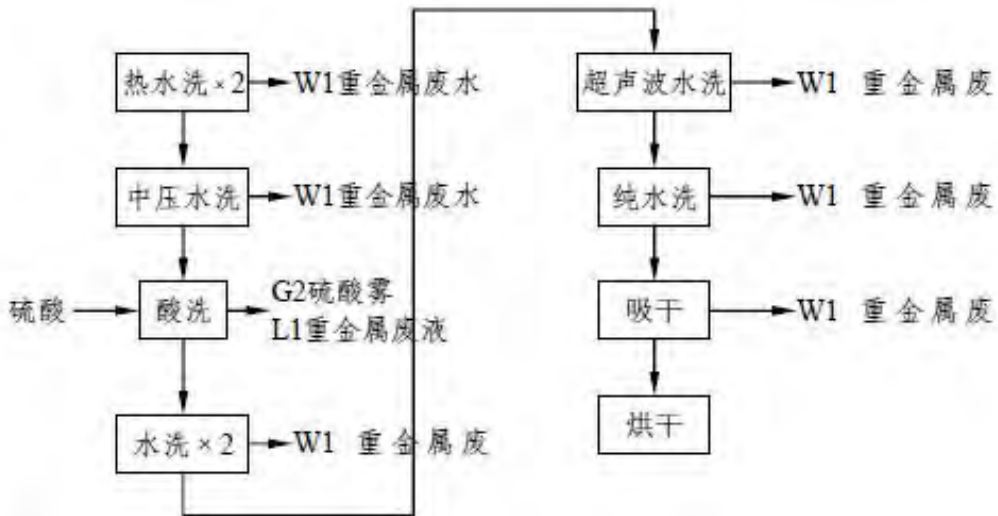 热水洗×2
W1重金属废水
中压水洗
W1重金属废水
硫酸
酸洗
G2硫酸雾
L1重金属废液
水洗×2
W1 重金属废
超声波水洗
W1 重金属废
纯水洗
W1 重金属废
吸干
W1 重金属废
烘干